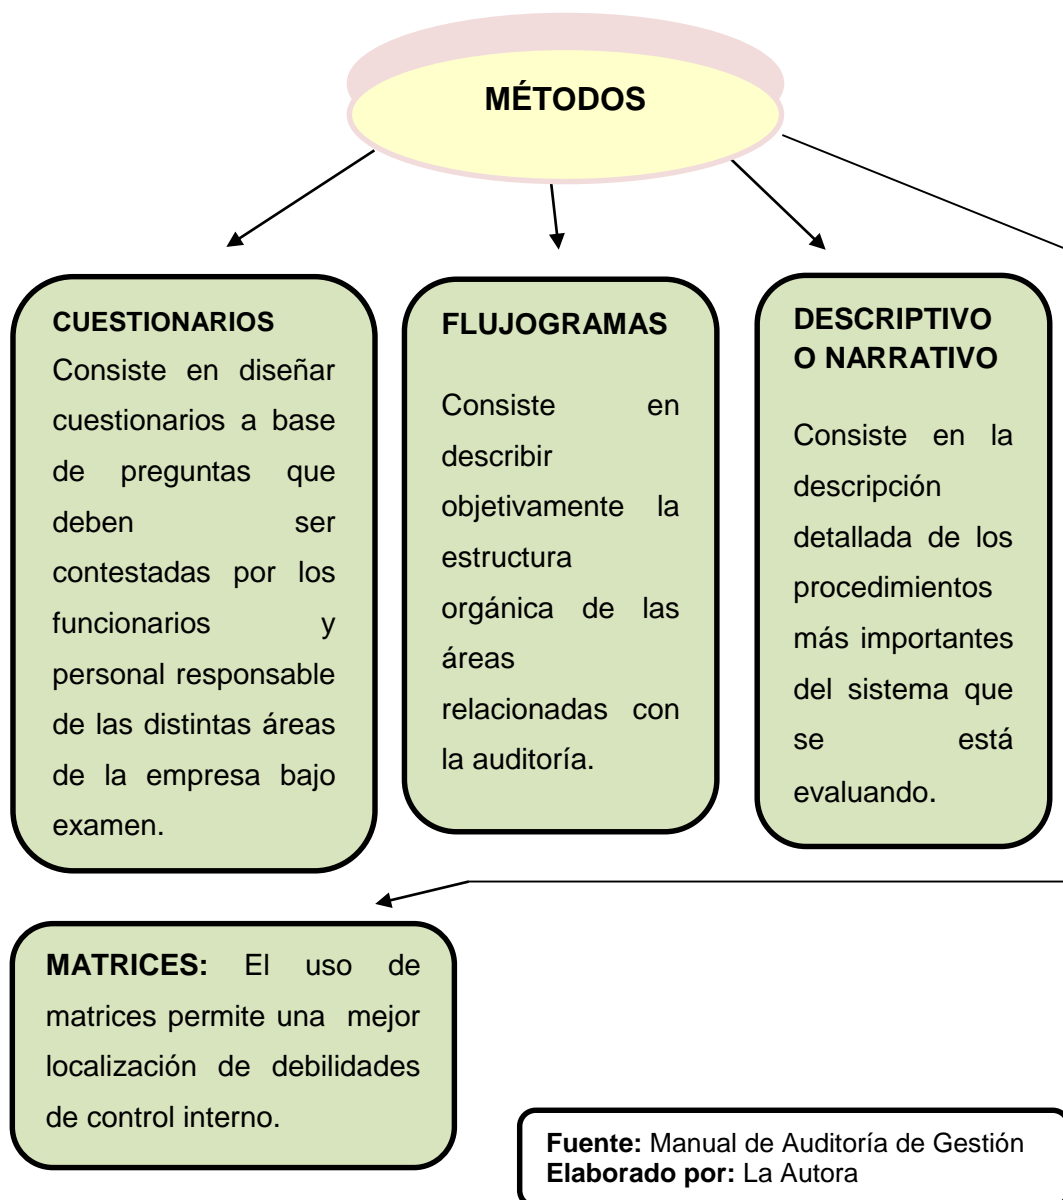 MÉTODOS
CUESTIONARIOS
Consiste en diseñar
cuestionarios a base
de preguntas que
deben ser
contestadas por los
funcionarios y
personal responsable
de las distintas áreas
de la empresa bajo
examen.
FLUJOGRAMAS
Consiste en
describir
objetivamente la
estructura
orgánica de las
áreas
relacionadas con
la auditoría.
DESCRIPTIVO
O NARRATIVO
Consiste en la
descripción
detallada de los
procedimientos
más importantes
del sistema que
se está
evaluando.
MATRICES: El uso de
matrices permite una mejor
localización de debilidades
de control interno.
Fuente: Manual de Auditoría de Gestión
Elaborado por: La Autora